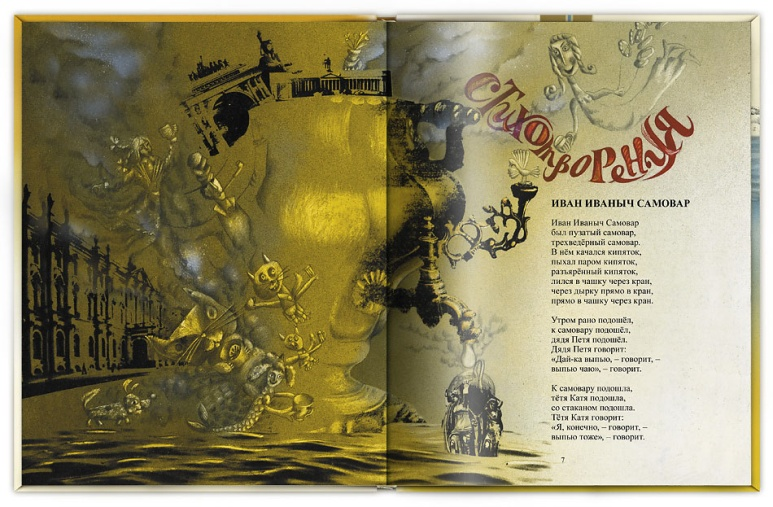 СТИХОТВОРЕНИЯ
ИВАН ИВАНЫЧ САМОВАР
Иван Иваныч Самовар
был пузатый самовар,
трехведёрный самовар.
В нём качался кипяток,
пыхал паром кипяток,
разъярённый кипяток,
лился в чашку через кран,
через дырку прямо в кран,
прямо в чашку через кран.
Утром рано подошёл,
к самовару подошёл,
дядя Петя подошёл.
Дядя Петя говорит:
«Дай-ка выпью, – говорит, –
выпью чаю», – говорит.
К самовару подошла,
тётя Катя подошла,
со стаканом подошла.
Тётя Катя говорит:
«Я, конечно, – говорит, –
выпью тоже», – говорит.
7